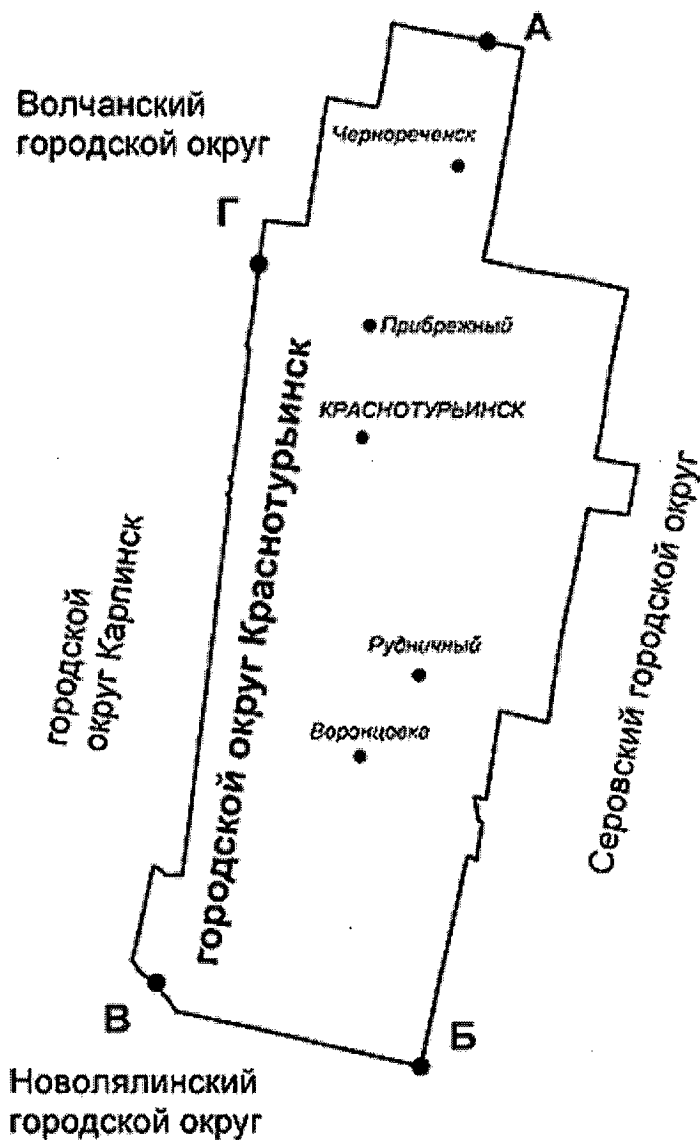 А
Волчанский
городской округ
Чернореченск
Г
Прибрежный
КРАСНОТУРЬИНСК
городской округ Краснотурьинск
Серовский городской округ
городской
округ Карпинск
Рудничный
Воронцовка
В
Б
Новолялинский
городской округ